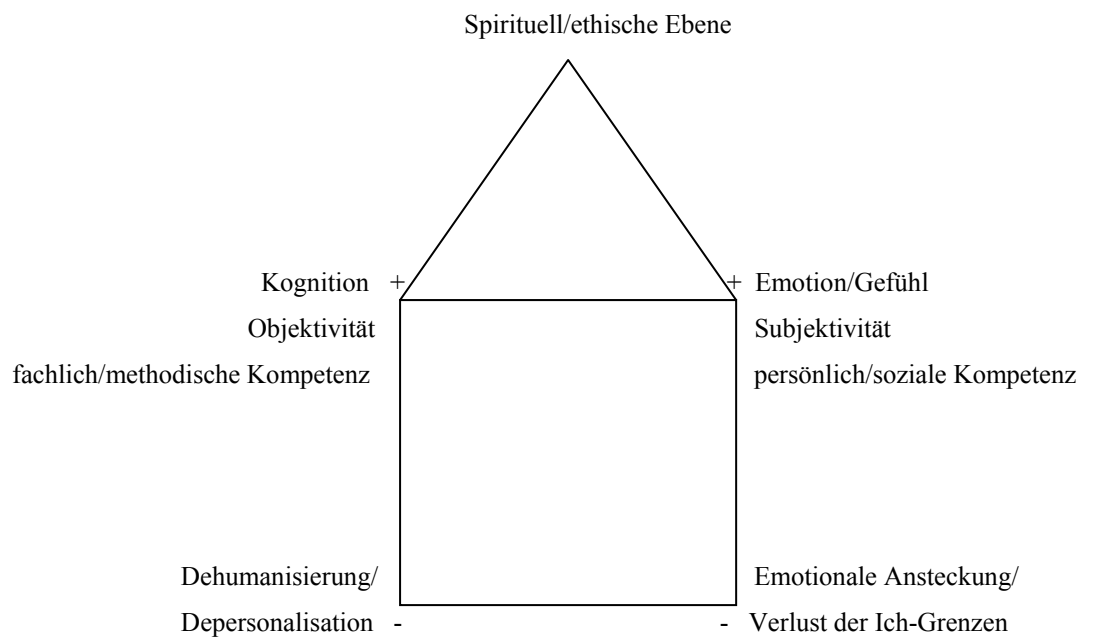 Spirituell/ethische Ebene
Kognition + + Emotion/Gefühl
Objektivität Subjektivität
fachlich/methodische Kompetenz persönlich/soziale Kompetenz
Dehumanisierung/ Emotionale Ansteckung/
Depersonalisation - - Verlust der Ich-Grenzen